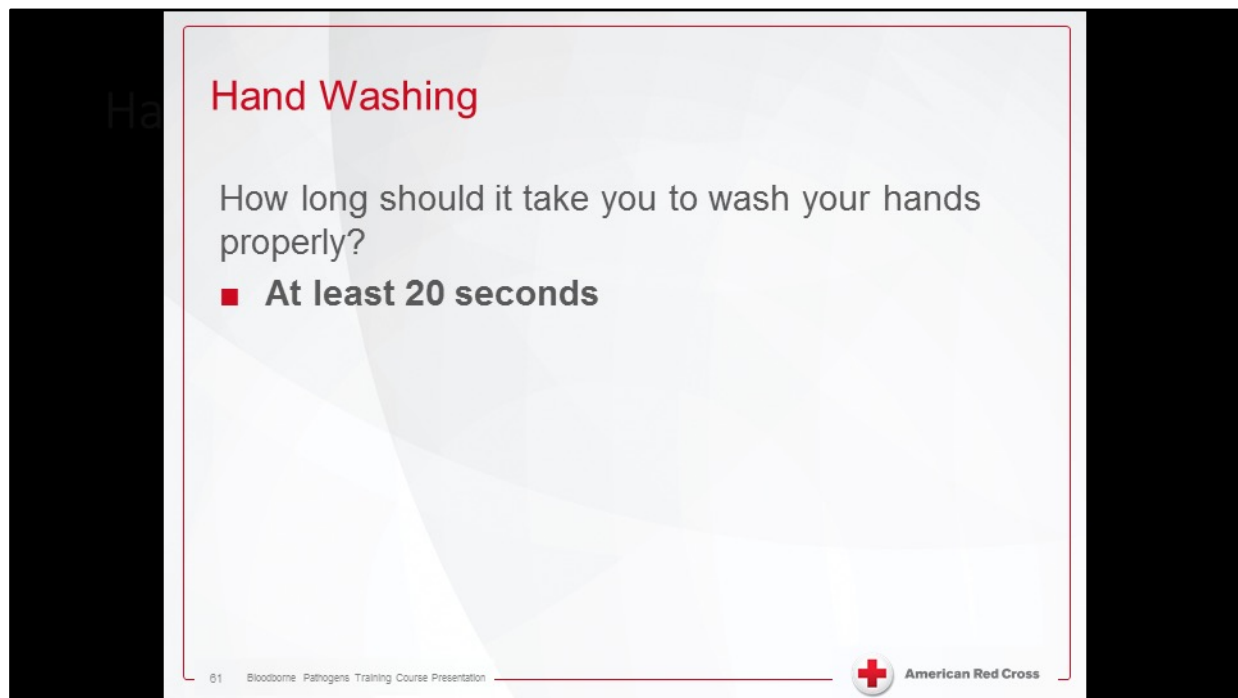 Ha
Hand Washing
How long should it take you to wash your hands
properly?
■ At least 20 seconds
61 Bloodborne Pathogens Training Course Presentation
American Red Cross